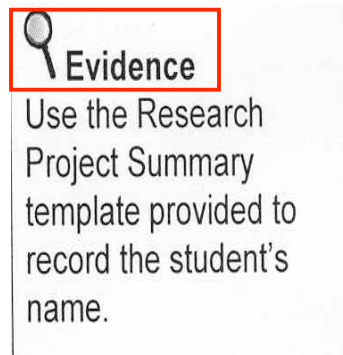 Evidence
Use the Research
Project Summary
template provided to
record the student's
name.